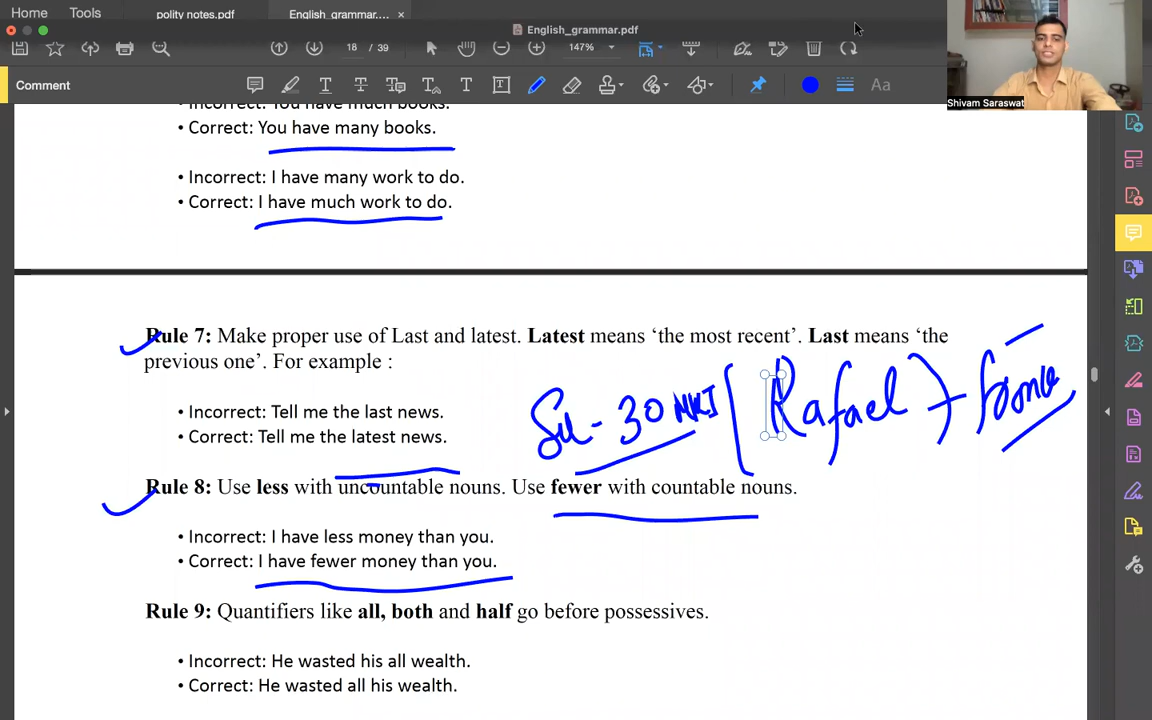 Home Tools polity notes.pdf English_grammar.... ×
English_grammar.pdf
18 / 39 147%
Comment
Aa
Shivam Saraswat
• Incorrect: You have much books.
• Correct: You have many books.
• Incorrect: I have many work to do.
• Correct: I have much work to do.
Rule 7: Make proper use of Last and latest. Latest means ‘the most recent’. Last means ‘the
previous one’. For example :
• Incorrect: Tell me the last news.
• Correct: Tell me the latest news.
Su-30 MKI ( Rafael )
Rule 8: Use less with uncountable nouns. Use fewer with countable nouns.
• Incorrect: I have less money than you.
• Correct: I have fewer money than you.
Rule 9: Quantifiers like all, both and half go before possessives.
• Incorrect: He wasted his all wealth.
• Correct: He wasted all his wealth.